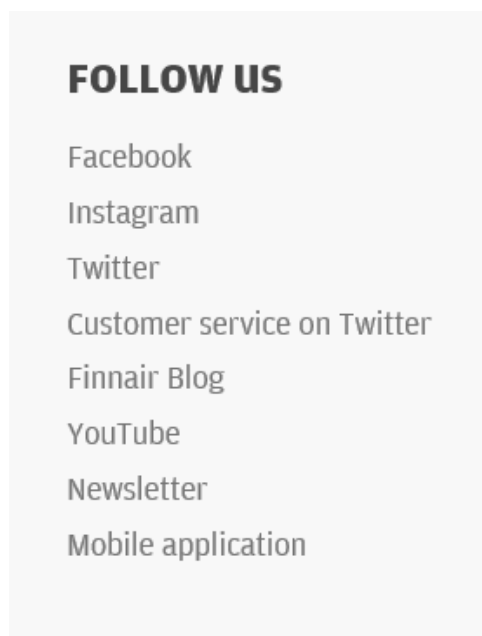 FOLLOW US
Facebook
Instagram
Twitter
Customer service on Twitter
Finnair Blog
YouTube
Newsletter
Mobile application